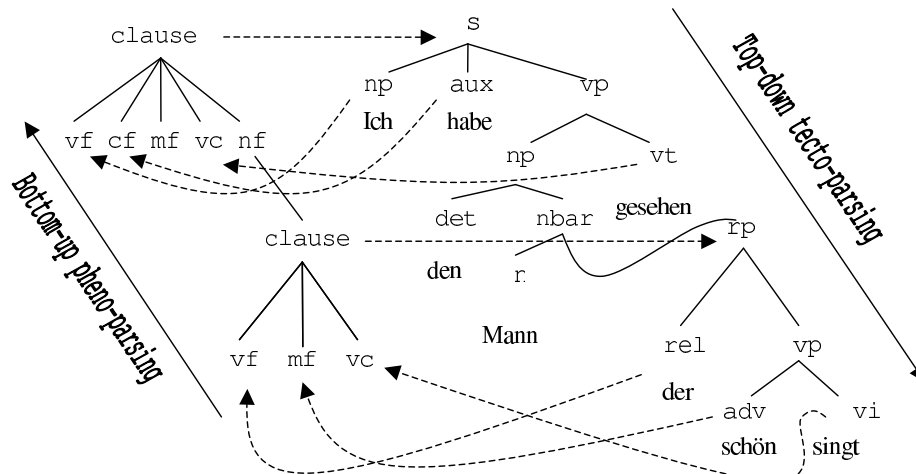 s
clause
np aux vp
Ich habe
vf cf mf vc nf
np vt
det nbar gesehen
clause rp
den n
Mann
vf mf vc rel vp
der
adv vi
schön singt
Bottom-up pheno-parsing
Top-down tecto-parsing